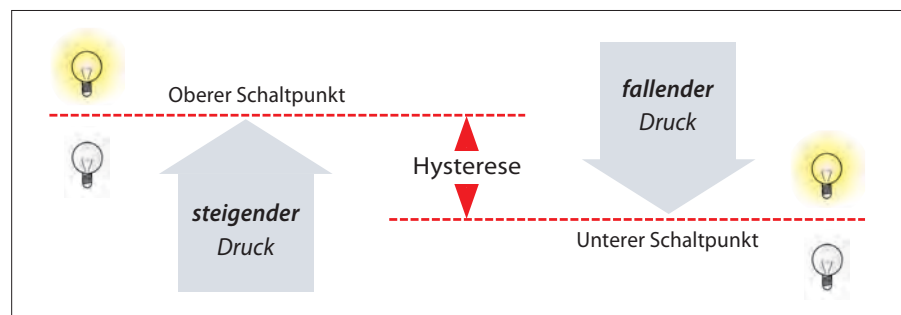 Oberer Schaltpunkt
steigender
Druck
Hysterese
fallender
Druck
Unterer Schaltpunkt